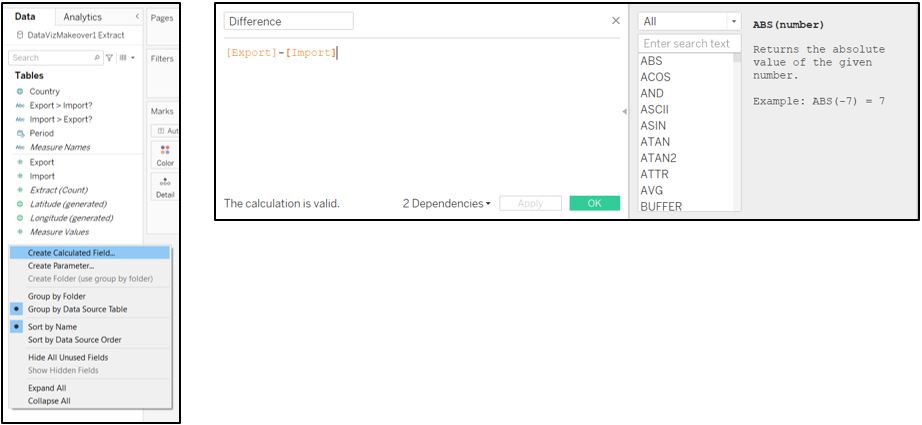 Data
Analytics
Pages
DataVizMakeover1 Extract
Search
Filters
Tables
Country
Export > Import?
Import > Export?
Marks
Period
Measure Names
Export
Import
Color
Extract (Count)
Latitude (generated)
Detail
Longitude (generated)
Measure Values
Create Calculated Field...
Create Parameter...
Create Folder (use group by folder)
Group by Folder
Group by Data Source Table
Sort by Name
Sort by Data Source Order
Hide All Unused Fields
Show Hidden Fields
Expand All
Collapse All
Difference
[Export]-[Import]
The calculation is valid.
2 Dependencies
Apply
OK
All
Enter search text
ABS
ACOS
AND
ASCII
ASIN
ATAN
ATAN2
ATTR
AVG
BUFFER
ABS(number)
Returns the absolute
value of the given
number.
Example: ABS(-7) = 7